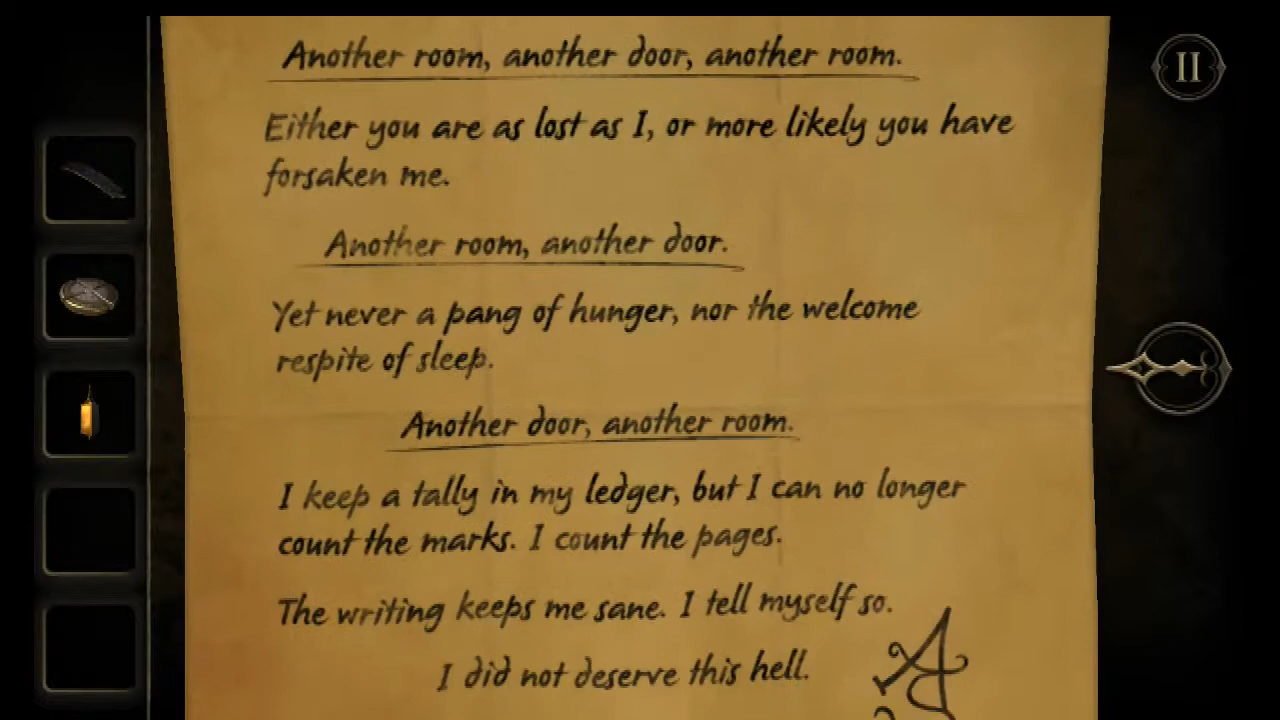 Another room, another door, another room.
Either you are as lost as I, or more likely you have
forsaken me.
Another room, another door.
Yet never a pang of hunger, nor the welcome
respite of sleep.
Another door, another room.
I keep a tally in my ledger, but I can no longer
count the marks. I count the pages.
The writing keeps me sane. I tell myself so.
I did not deserve this hell.
A